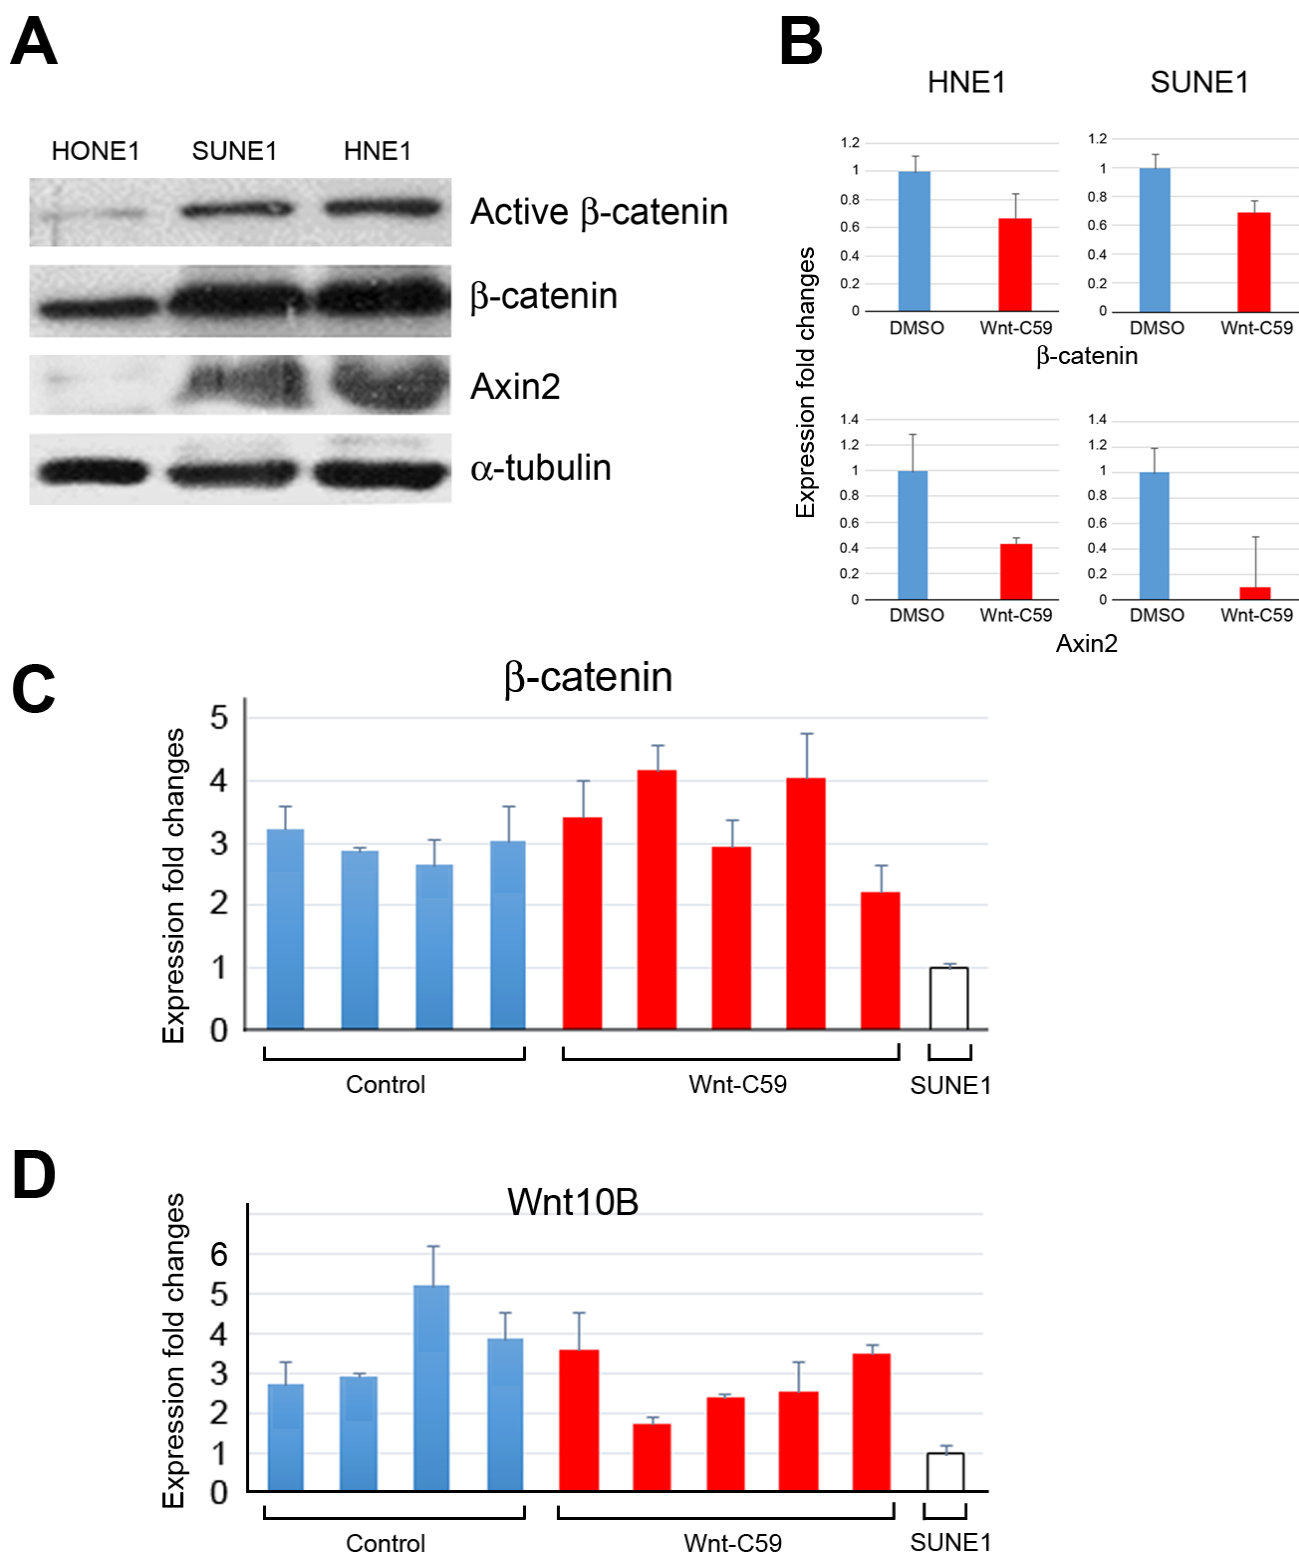 A
HONE1 SUNE1 HNE1
Active β-catenin
β-catenin
Axin2
α-tubulin
B
HNE1 SUNE1
Expression fold changes
1.2
1
0.8
0.6
0.4
0.2
0
DMSO Wnt-C59
1.2
1
0.8
0.6
0.4
0.2
0
DMSO Wnt-C59
β-catenin
1.4
1.2
1
0.8
0.6
0.4
0.2
0
DMSO Wnt-C59
1.4
1.2
1
0.8
0.6
0.4
0.2
0
DMSO Wnt-C59
Axin2
C
β-catenin
Expression fold changes
5
4
3
2
1
0
Control Wnt-C59 SUNE1
D
Wnt10B
Expression fold changes
6
5
4
3
2
1
0
Control Wnt-C59 SUNE1